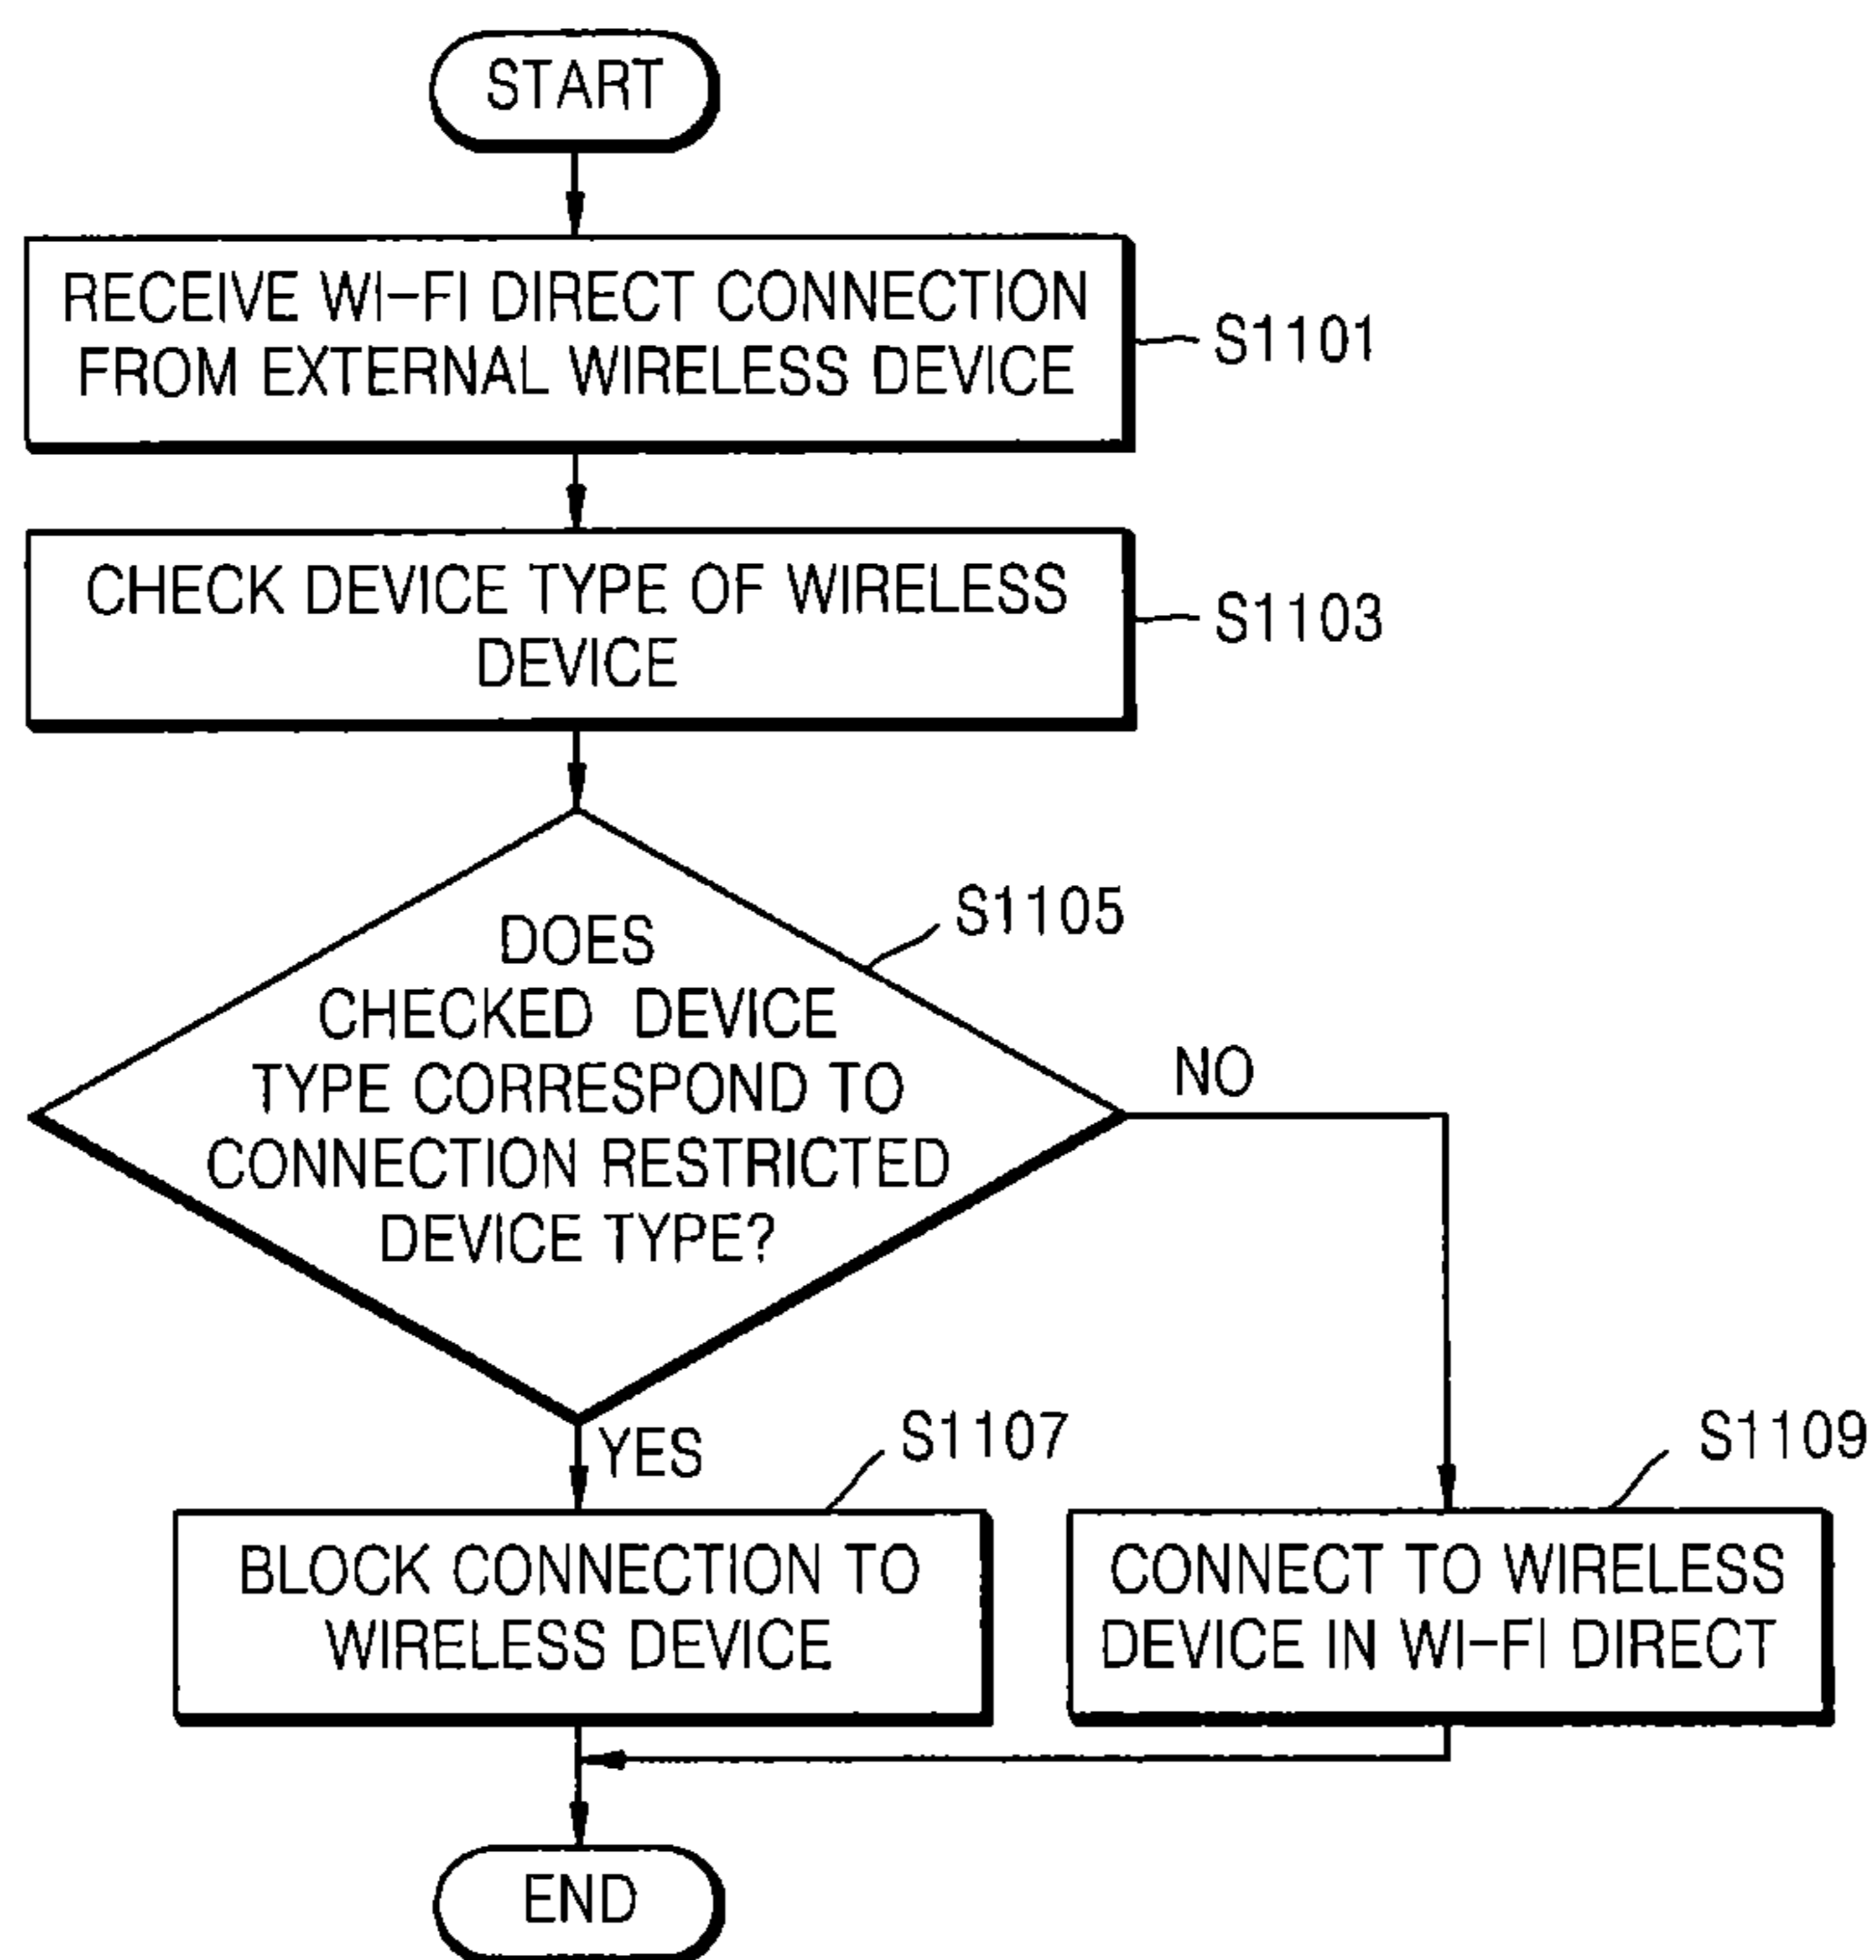 START
RECEIVE WI-FI DIRECT CONNECTION
FROM EXTERNAL WIRELESS DEVICE
S1101
CHECK DEVICE TYPE OF WIRELESS
DEVICE
S1103
DOES
CHECKED DEVICE
TYPE CORRESPOND TO
CONNECTION RESTRICTED
DEVICE TYPE?
S1105
NO
YES
S1107
BLOCK CONNECTION TO
WIRELESS DEVICE
S1109
CONNECT TO WIRELESS
DEVICE IN WI-FI DIRECT
END